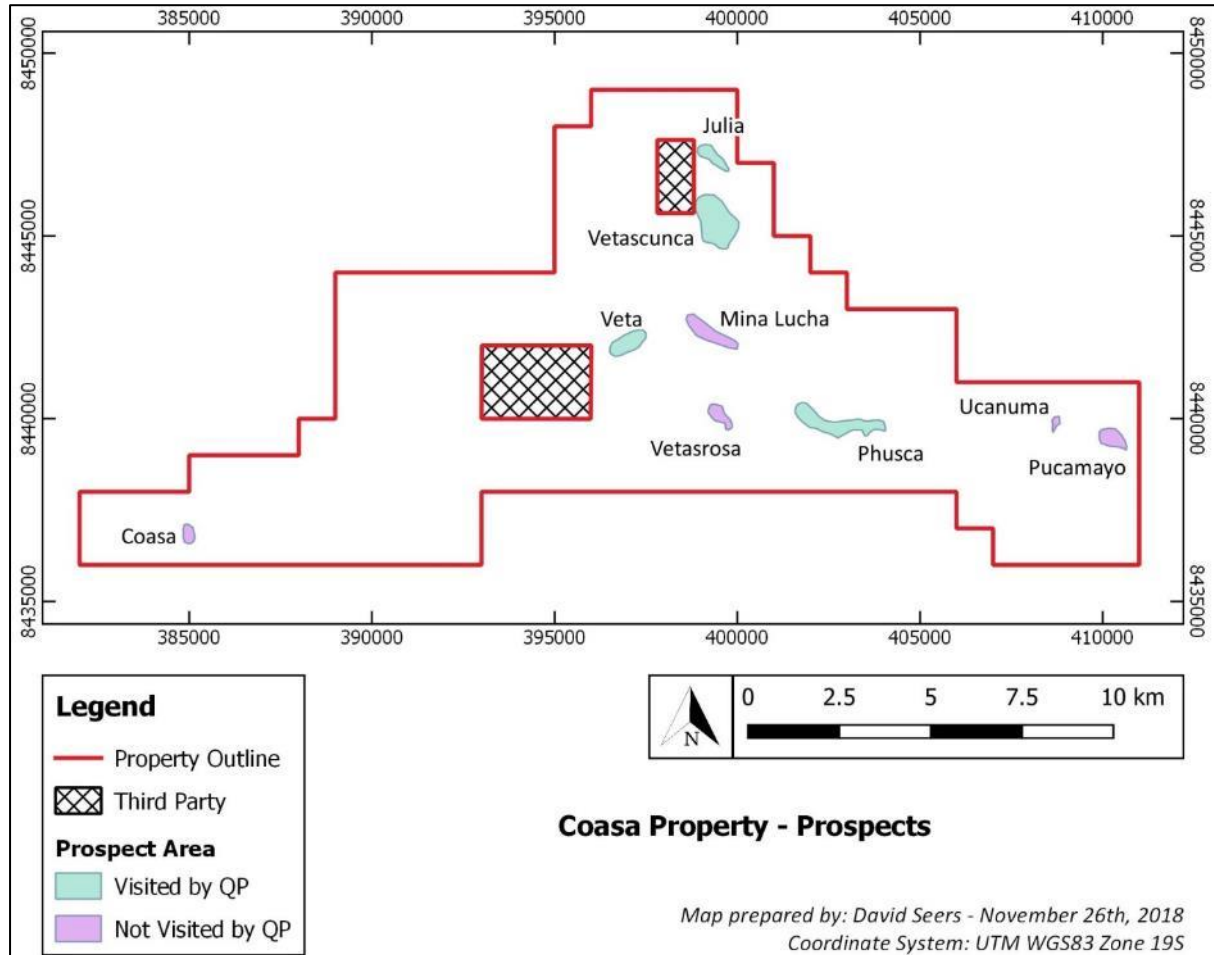 385000 390000 395000 400000 405000 410000
8450000 8450000
Julia
8445000 8445000
Vetascunca
Veta Mina Lucha
8440000 8440000
Ucanuma
Vetasrosa Phusca Pucamayo
Coasa
8435000 8435000
385000 390000 395000 400000 405000 410000
Legend
Property Outline
Third Party
Prospect Area
Visited by QP
Not Visited by QP
N
0 2.5 5 7.5 10 km
Coasa Property - Prospects
Map prepared by: David Seers - November 26th, 2018
Coordinate System: UTM WGS83 Zone 19S